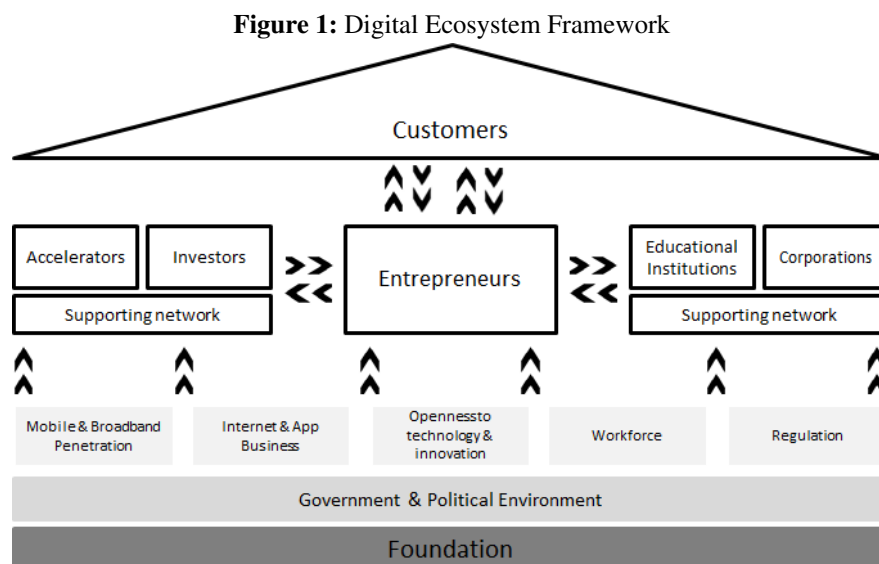 Figure 1: Digital Ecosystem Framework
Customers
Accelerators
Investors
Supporting network
Entrepreneurs
Educational
Institutions
Corporations
Supporting network
Mobile & Broadband
Penetration
Internet & App
Business
Opennessto
technology &
innovation
Workforce
Regulation
Government & Political Environment
Foundation